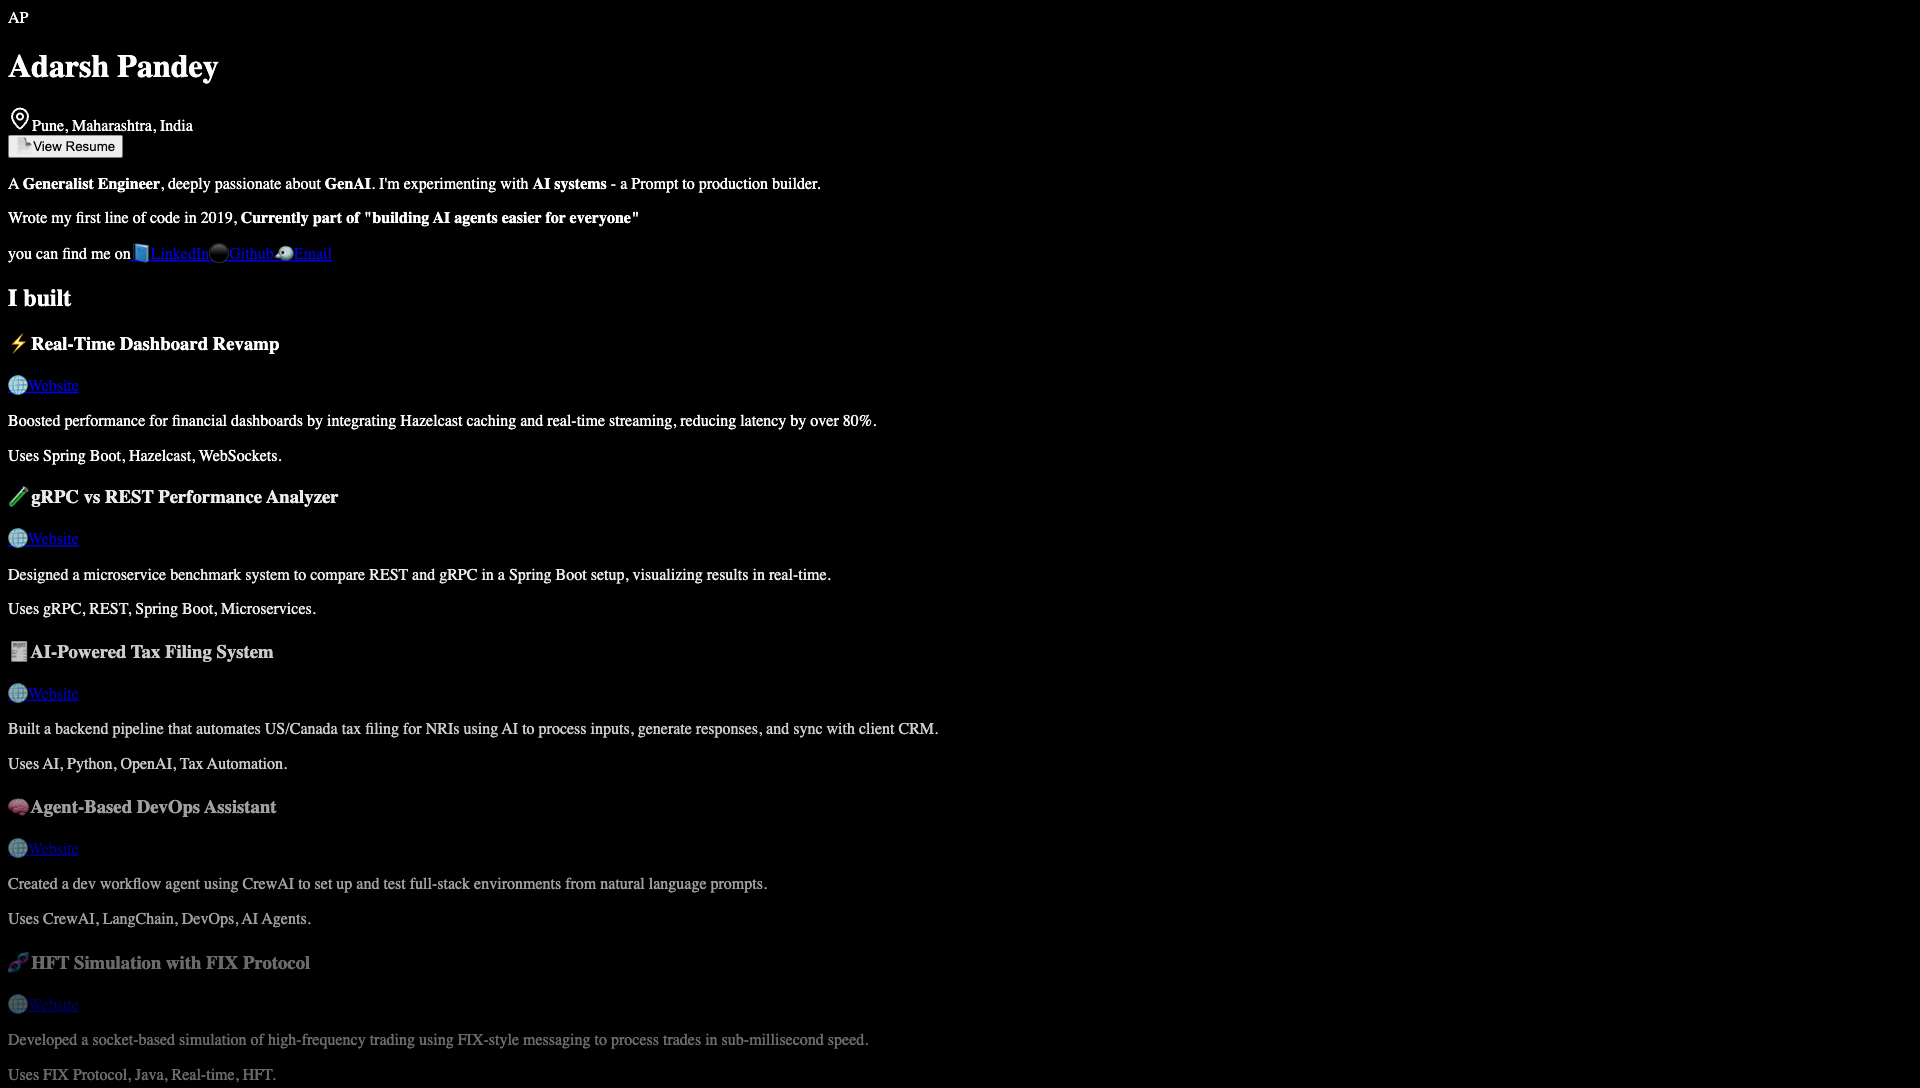 AP
Adarsh Pandey
Pune, Maharashtra, India
View Resume
A Generalist Engineer, deeply passionate about GenAI. I'm experimenting with AI systems - a Prompt to production builder.
Wrote my first line of code in 2019, Currently part of "building AI agents easier for everyone"
you can find me on LinkedIn Github Email
I built
⚡Real-Time Dashboard Revamp
🌐Website
Boosted performance for financial dashboards by integrating Hazelcast caching and real-time streaming, reducing latency by over 80%.
Uses Spring Boot, Hazelcast, WebSockets.
🧪gRPC vs REST Performance Analyzer
🌐Website
Designed a microservice benchmark system to compare REST and gRPC in a Spring Boot setup, visualizing results in real-time.
Uses gRPC, REST, Spring Boot, Microservices.
🧾AI-Powered Tax Filing System
🌐Website
Built a backend pipeline that automates US/Canada tax filing for NRIs using AI to process inputs, generate responses, and sync with client CRM.
Uses AI, Python, OpenAI, Tax Automation.
🧠Agent-Based DevOps Assistant
🌐Website
Created a dev workflow agent using CrewAI to set up and test full-stack environments from natural language prompts.
Uses CrewAI, LangChain, DevOps, AI Agents.
🧬HFT Simulation with FIX Protocol
🌐Website
Developed a socket-based simulation of high-frequency trading using FIX-style messaging to process trades in sub-millisecond speed.
Uses FIX Protocol, Java, Real-time, HFT.